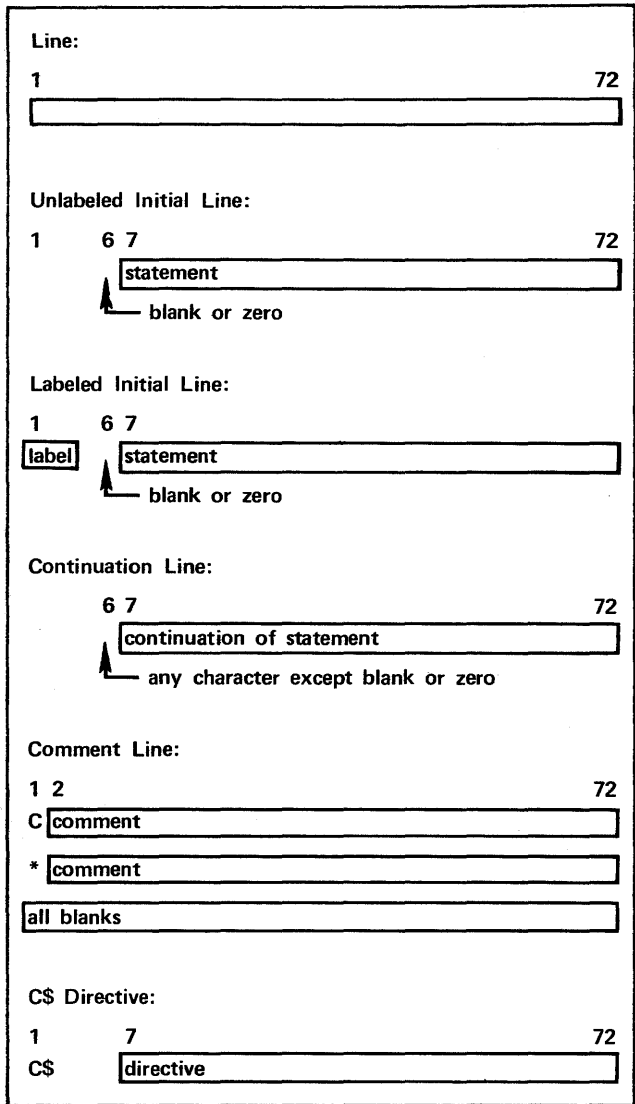 Line:
1 72
Unlabeled Initial Line:
1 6 7 72
statement
blank or zero
Labeled Initial Line:
1 6 7
label statement
blank or zero
Continuation Line:
6 7 72
continuation of statement
any character except blank or zero
Comment Line:
1 2 72
C comment
* comment
all blanks
C$ Directive:
1 7 72
C$ directive